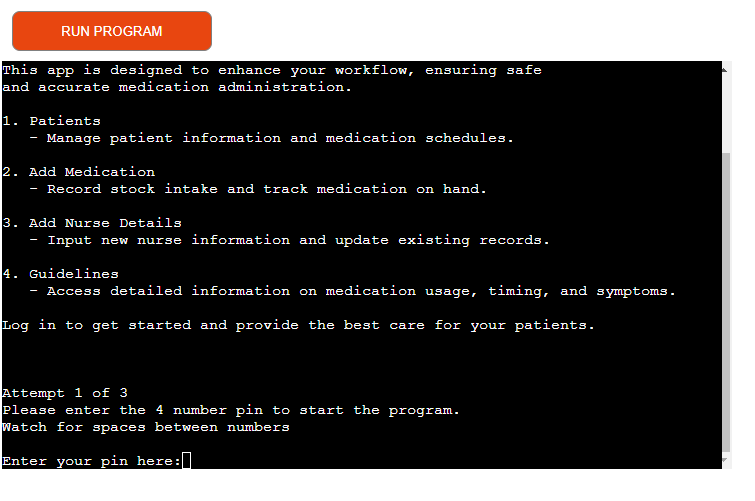 RUN PROGRAM
This app is designed to enhance your workflow, ensuring safe
and accurate medication administration.
1. Patients
- Manage patient information and medication schedules.
2. Add Medication
- Record stock intake and track medication on hand.
3. Add Nurse Details
- Input new nurse information and update existing records.
4. Guidelines
- Access detailed information on medication usage, timing, and symptoms.
Log in to get started and provide the best care for your patients.
Attempt 1 of 3
Please enter the 4 number pin to start the program.
Watch for spaces between numbers
Enter your pin here: